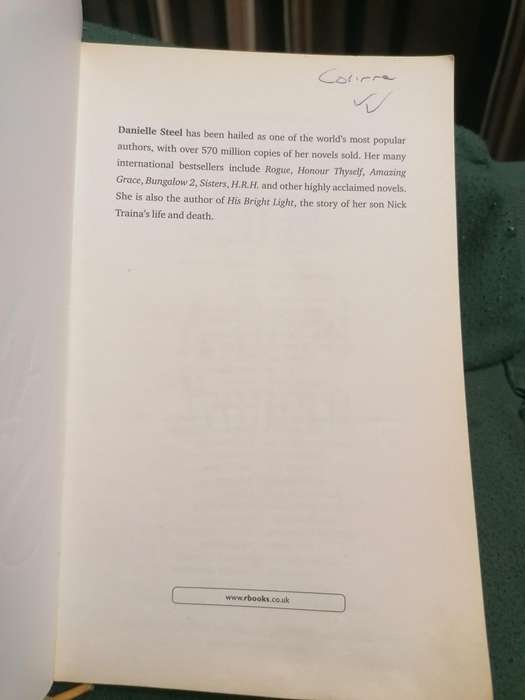 Corinne
Danielle Steel has been hailed as one of the world's most popular
authors, with over 570 million copies of her novels sold. Her many
international bestsellers include Rogue, Honour Thyself, Amazing
Grace, Bungalow 2, Sisters, H.R.H. and other highly acclaimed novels.
She is also the author of His Bright Light, the story of her son Nick
Traina's life and death.
www.rbooks.co.uk